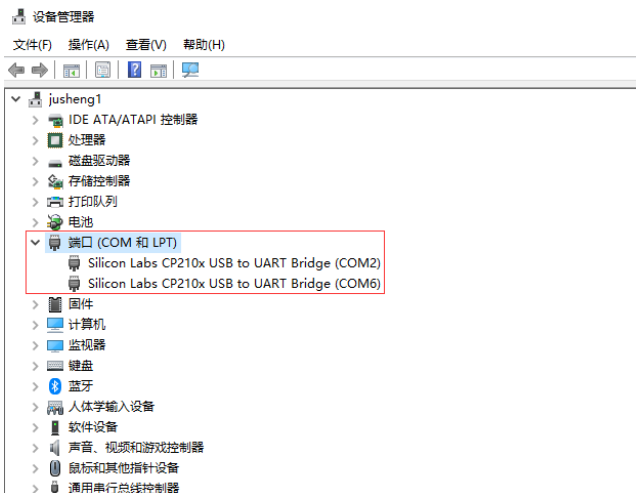 设备管理器
文件(F) 操作(A) 查看(V) 帮助(H)
jusheng1
IDE ATA/ATAPI 控制器
处理器
磁盘驱动器
存储控制器
打印队列
电池
端口 (COM 和 LPT)
Silicon Labs CP210x USB to UART Bridge (COM2)
Silicon Labs CP210x USB to UART Bridge (COM6)
固件
计算机
监视器
键盘
蓝牙
人体学输入设备
软件设备
声音、视频和游戏控制器
鼠标和其他指针设备
通用串行总线控制器